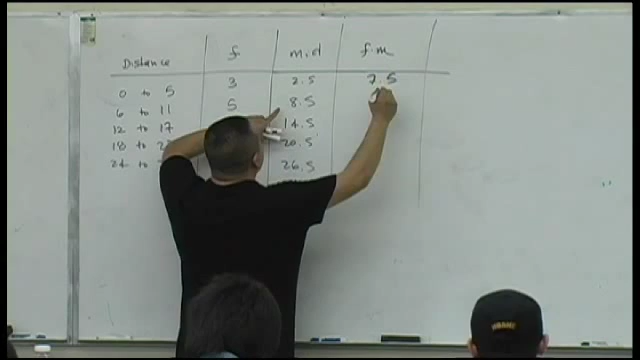 Distance f mid f·m
0 to 5 3 2.5 7.5
6 to 11 5 8.5
12 to 17 14.5
18 to 20.5
24 to 26.5